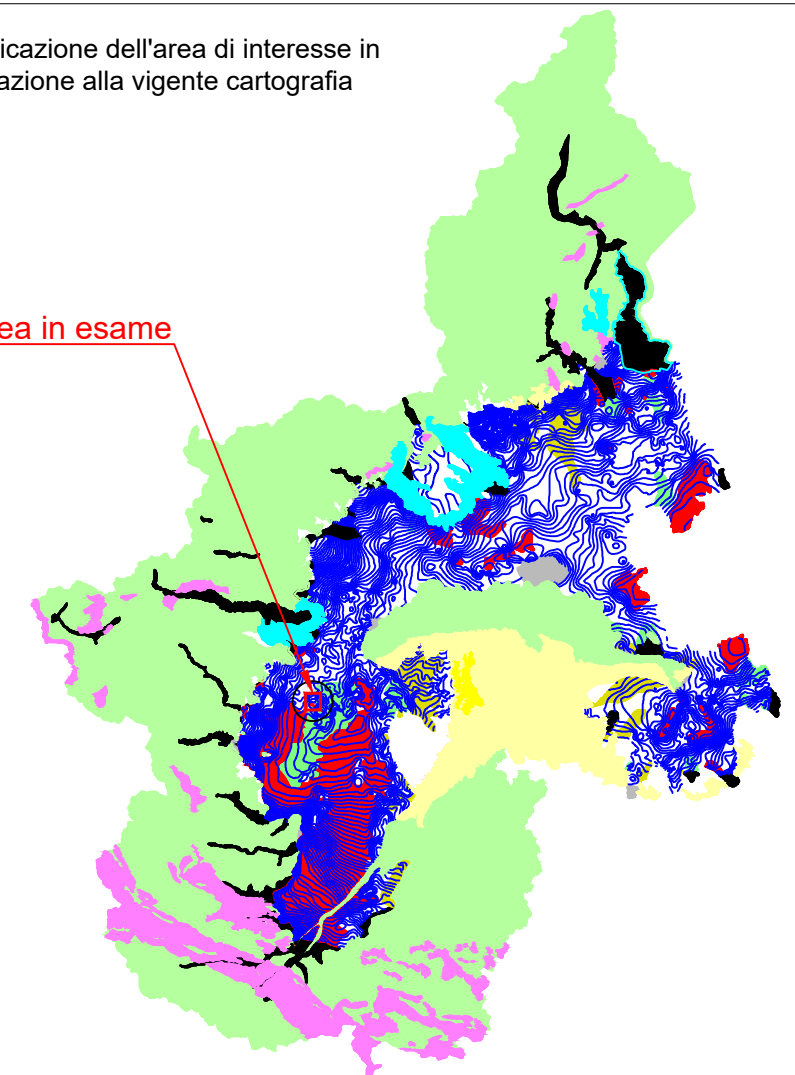 icazione dell'area di interesse in
azione alla vigente cartografia
ea in esame